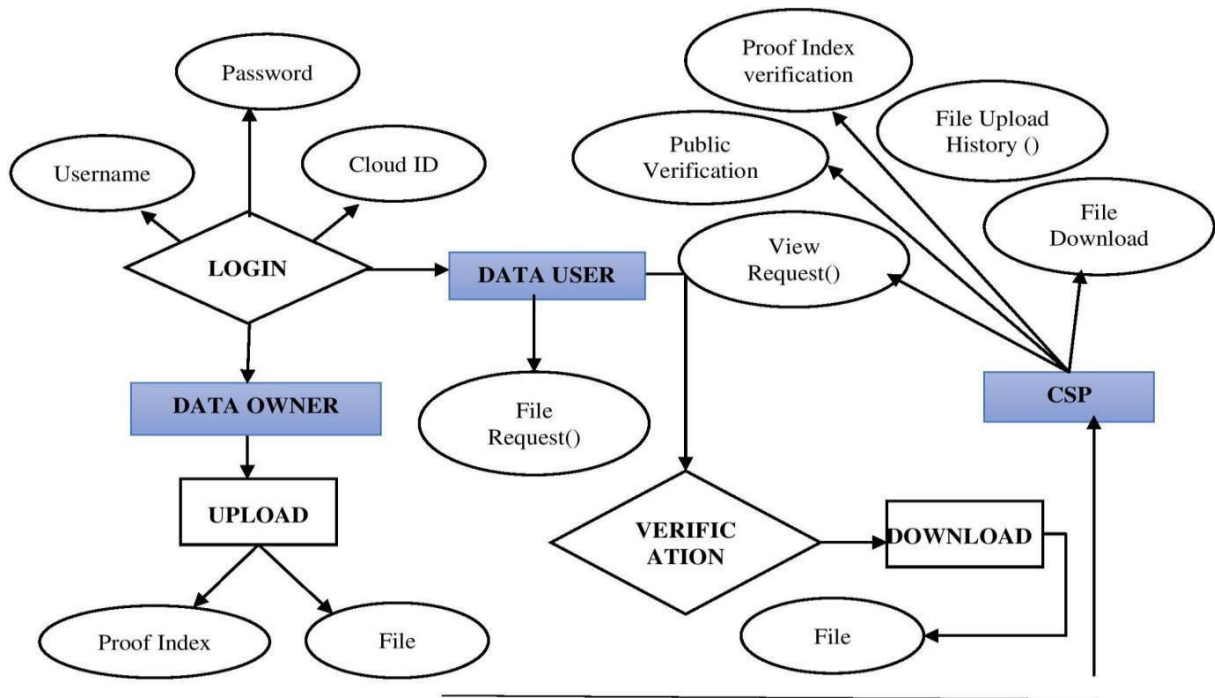 Password
Username
Cloud ID
LOGIN
DATA USER
DATA OWNER
File
Request()
UPLOAD
Proof Index
File
Proof Index
verification
File Upload
History ()
Public
Verification
File
Download
View
Request()
CSP
VERIFIC
ATION
DOWNLOAD
File